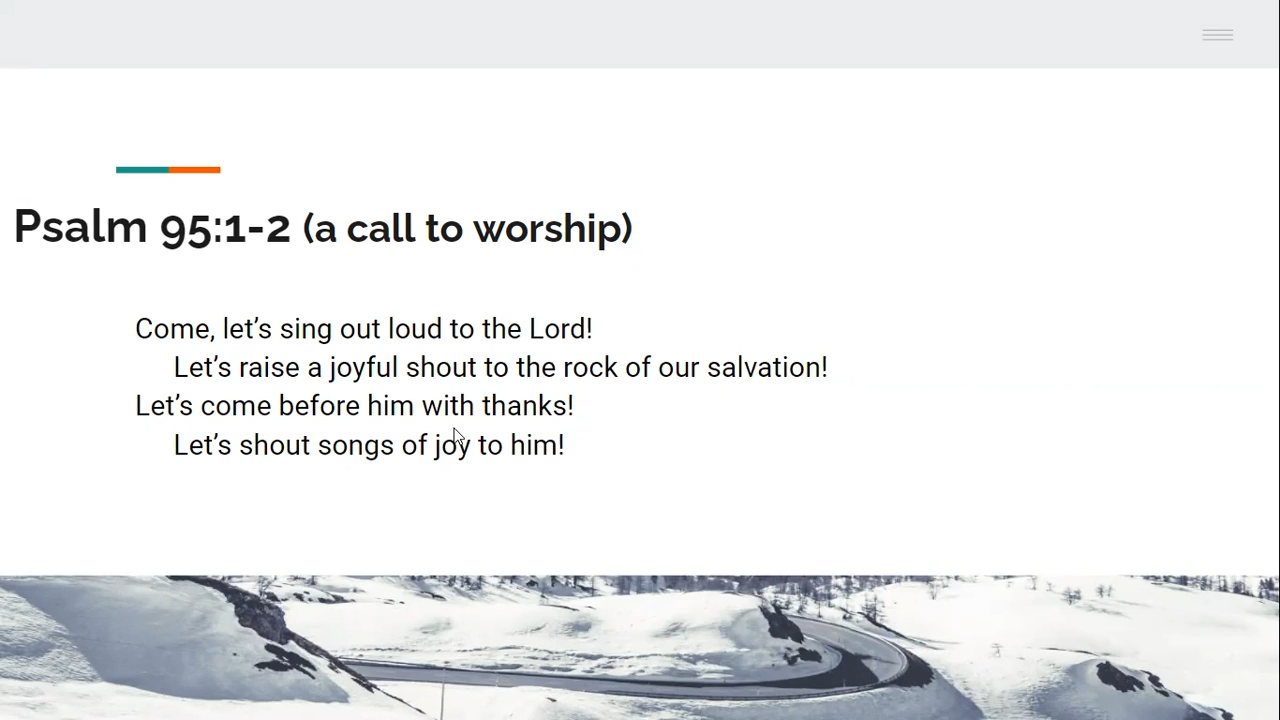 Psalm 95:1-2 (a call to worship)
Come, let’s sing out loud to the Lord!
Let’s raise a joyful shout to the rock of our salvation!
Let’s come before him with thanks!
Let’s shout songs of joy to him!